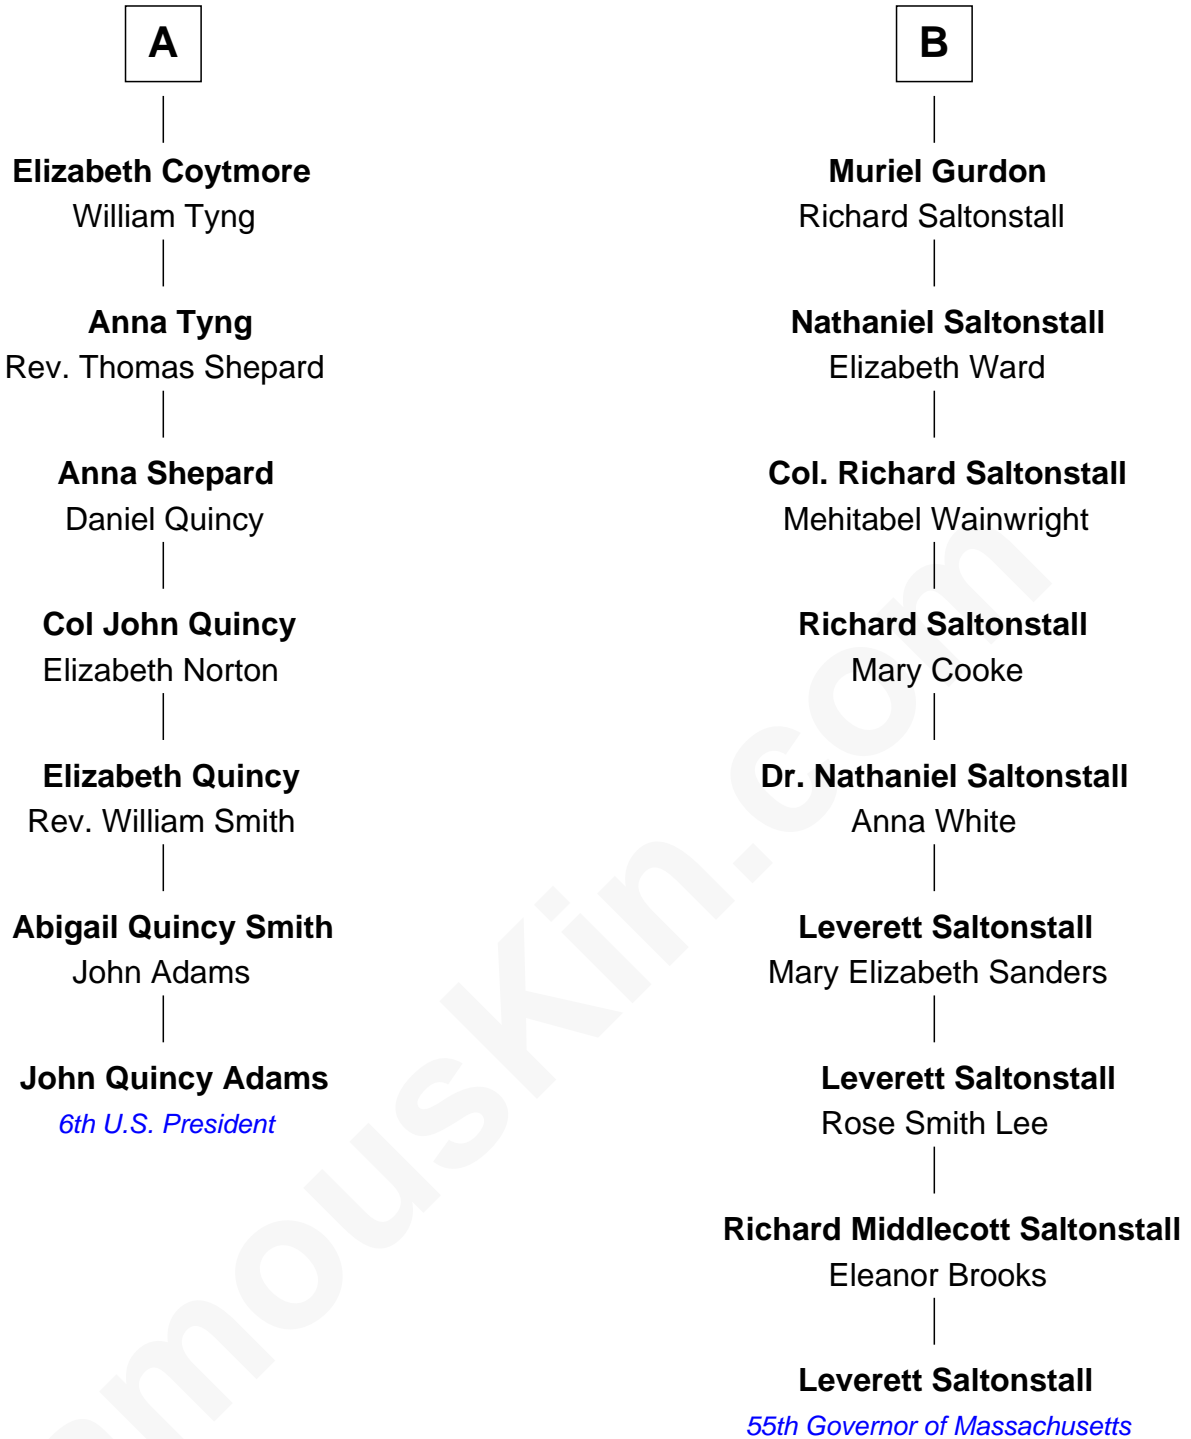 A
Elizabeth Coytmore
William Tyng
Anna Tyng
Rev. Thomas Shepard
Anna Shepard
Daniel Quincy
Col John Quincy
Elizabeth Norton
Elizabeth Quincy
Rev. William Smith
Abigail Quincy Smith
John Adams
John Quincy Adams
6th U.S. President
B
Muriel Gurdon
Richard Saltonstall
Nathaniel Saltonstall
Elizabeth Ward
Col. Richard Saltonstall
Mehitabel Wainwright
Richard Saltonstall
Mary Cooke
Dr. Nathaniel Saltonstall
Anna White
Leverett Saltonstall
Mary Elizabeth Sanders
Leverett Saltonstall
Rose Smith Lee
Richard Middlecott Saltonstall
Eleanor Brooks
Leverett Saltonstall
55th Governor of Massachusetts
mousKin.com